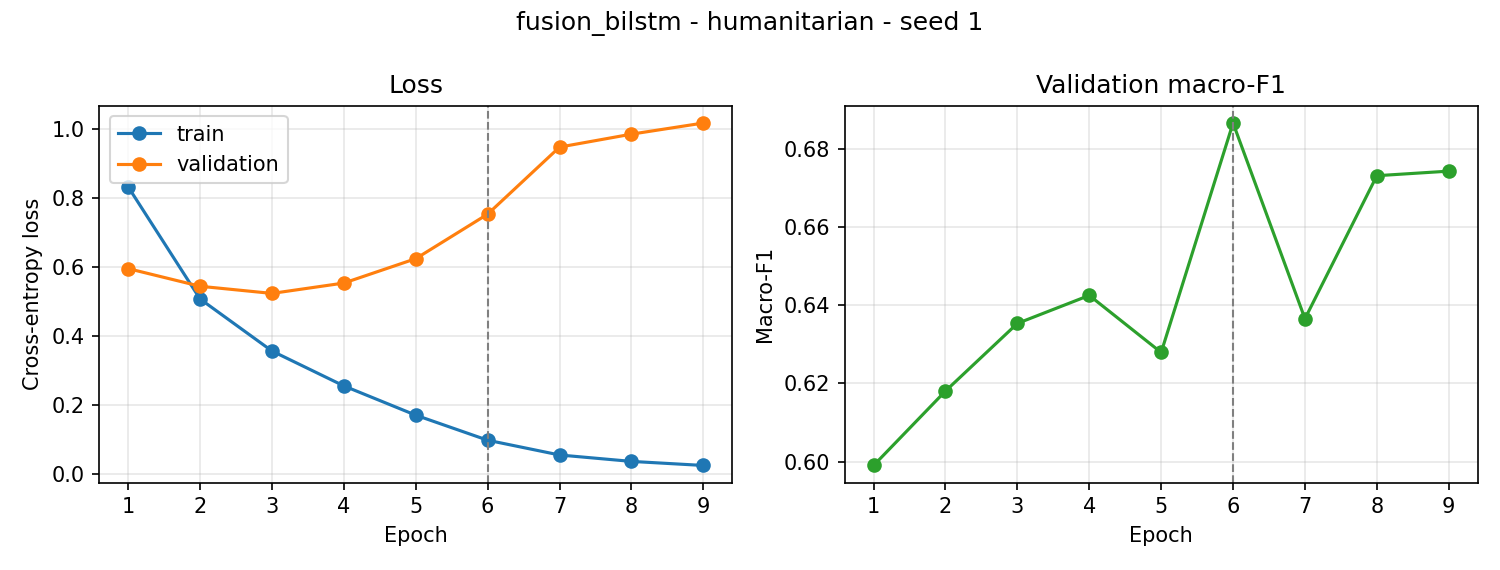 fusion_bilstm - humanitarian - seed 1
Loss
train
validation
Cross-entropy loss
1.0
0.8
0.6
0.4
0.2
0.0
1 2 3 4 5 6 7 8 9
Epoch
Validation macro-F1
Macro-F1
0.68
0.66
0.64
0.62
0.60
1 2 3 4 5 6 7 8 9
Epoch